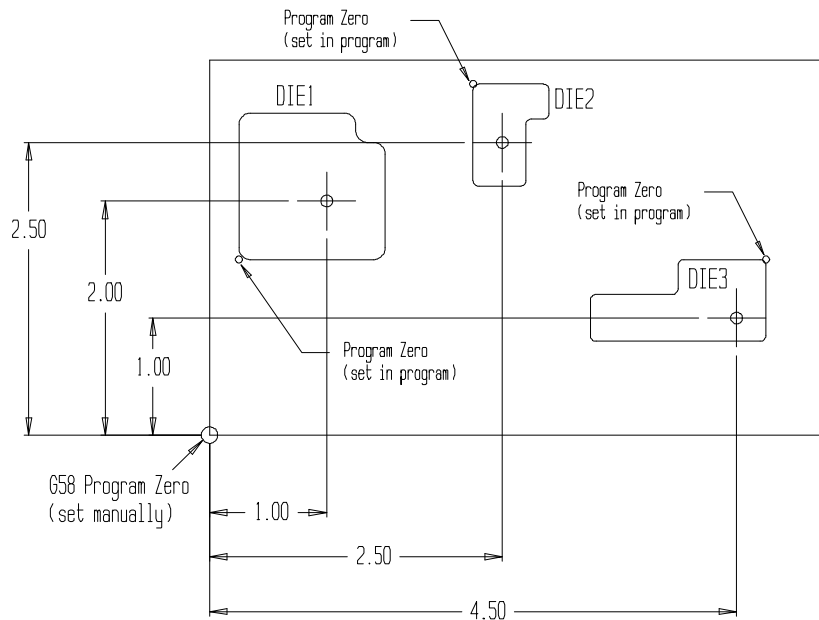 Program Zero
(set in program)
DIE1
DIE2
Program Zero
(set in program)
2.50
2.00
DIE3
1.00
Program Zero
(set in program)
G58 Program Zero
(set manually)
1.00
2.50
4.50